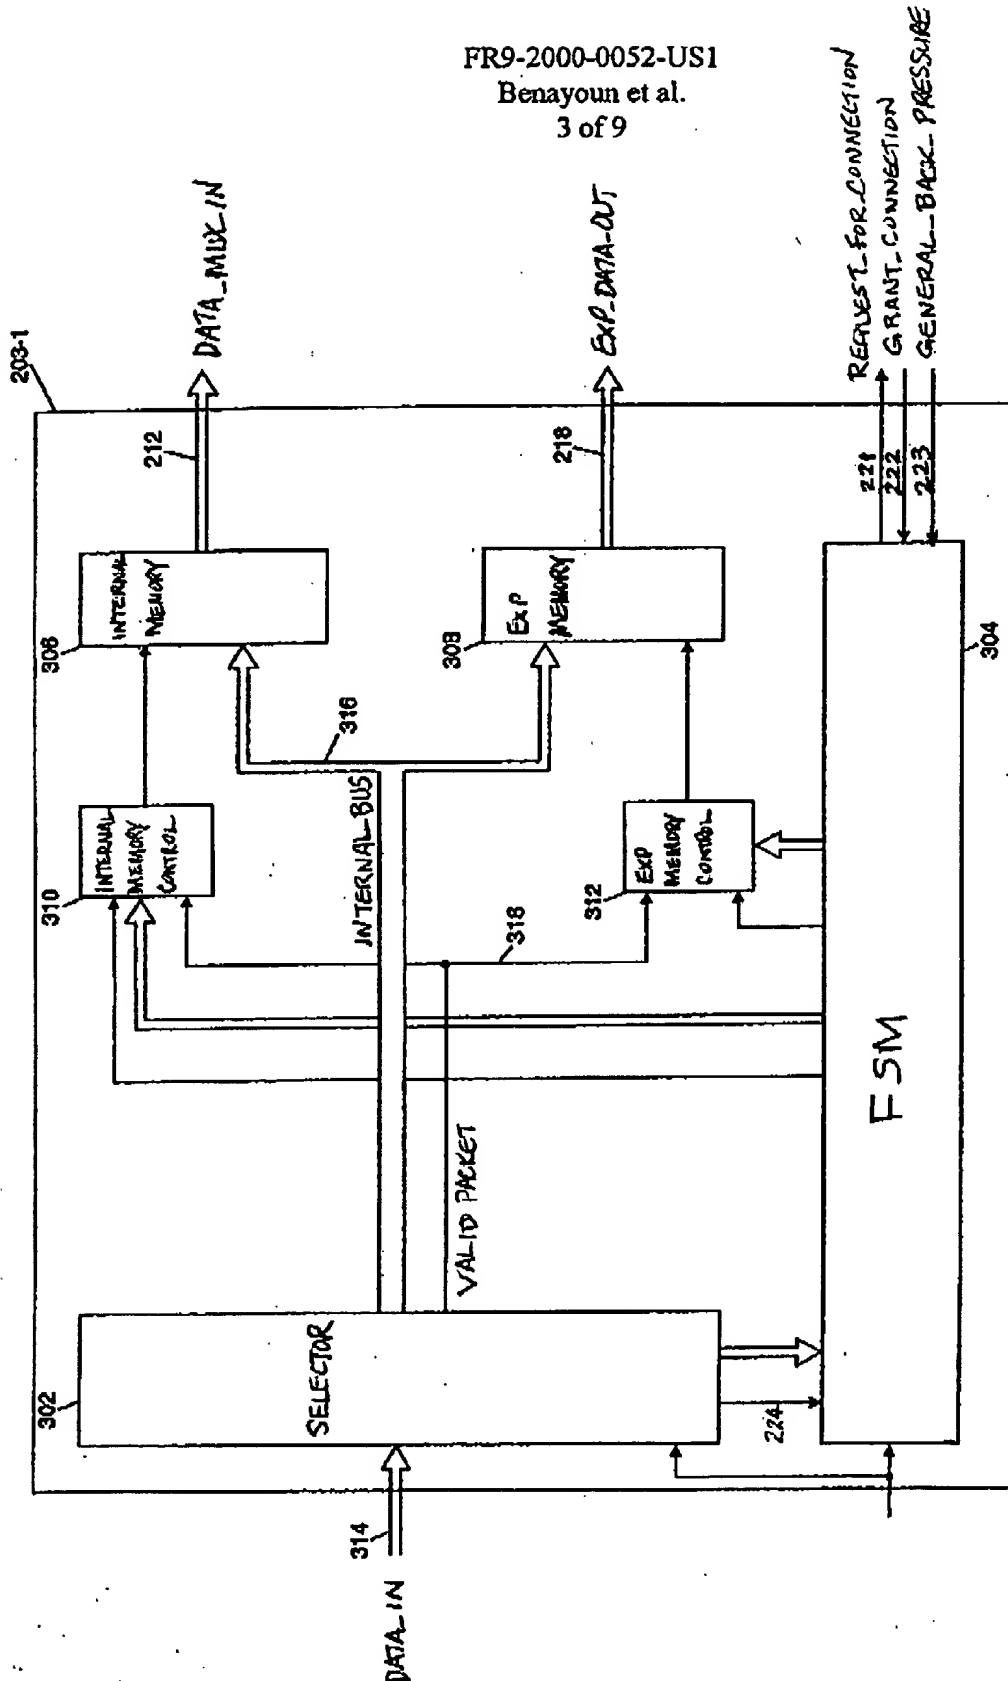 FR9-2000-0052-US1
Benayoun et al.
3 of 9
203-1
DATA_MUX_IN
212
INTERNAL
MEMORY
306
EXP_DATA-OUT
218
EXP
MEMORY
308
REQUEST_FOR_CONNECTION
GRANT_CONNECTION
GENERAL_BACK_PRESSURE
221
222
223
304
316
INTERNAL_BUS
INTERNAL
MEMORY
CONTROL
310
EXP
MEMORY
CONTROL
312
318
FSM
VALID PACKET
SELECTOR
302
224
314
DATA_IN